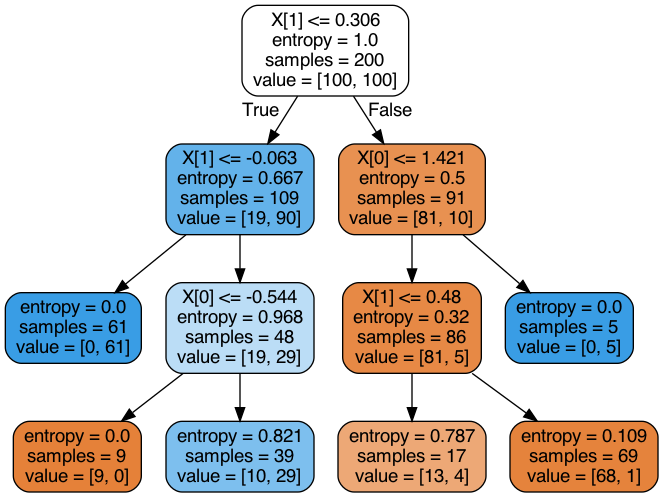 X[1] <= 0.306
entropy = 1.0
samples = 200
value = [100, 100]
True
False
X[1] <= -0.063
entropy = 0.667
samples = 109
value = [19, 90]
X[0] <= 1.421
entropy = 0.5
samples = 91
value = [81, 10]
entropy = 0.0
samples = 61
value = [0, 61]
X[0] <= -0.544
entropy = 0.968
samples = 48
value = [19, 29]
X[1] <= 0.48
entropy = 0.32
samples = 86
value = [81, 5]
entropy = 0.0
samples = 5
value = [0, 5]
entropy = 0.0
samples = 9
value = [9, 0]
entropy = 0.821
samples = 39
value = [10, 29]
entropy = 0.787
samples = 17
value = [13, 4]
entropy = 0.109
samples = 69
value = [68, 1]